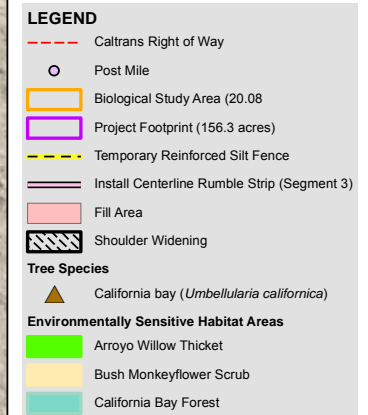 LEGEND
Caltrans Right of Way
Post Mile
Biological Study Area (20.08
Project Footprint (156.3 acres)
Temporary Reinforced Silt Fence
Install Centerline Rumble Strip (Segment 3)
Fill Area
Shoulder Widening
Tree Species
California bay (Umbellularia californica)
Environmentally Sensitive Habitat Areas
Arroyo Willow Thicket
Bush Monkeyflower Scrub
California Bay Forest